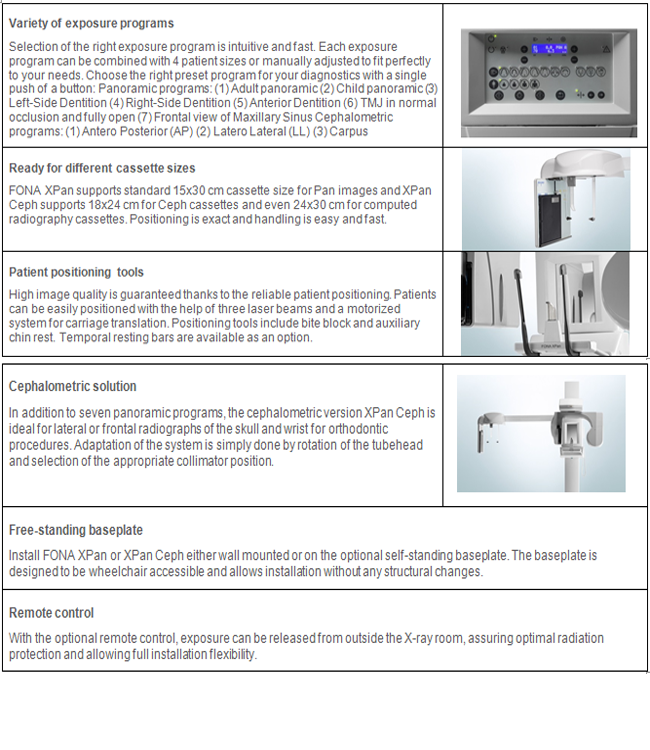 Variety of exposure programs
Selection of the right exposure program is intuitive and fast. Each exposure
program can be combined with 4 patient sizes or manually adjusted to fit perfectly
to your needs. Choose the right preset program for your diagnostics with a single
push of a button: Panoramic programs: (1) Adult panoramic (2) Child panoramic (3)
Left-Side Dentition (4) Right-Side Dentition (5) Anterior Dentition (6) TMJ in normal
occlusion and fully open (7) Frontal view of Maxillary Sinus Cephalometric
programs: (1) Antero Posterior (AP) (2) Latero Lateral (LL) (3) Carpus
Ready for different cassette sizes
FONA XPan supports standard 15x30 cm cassette size for Pan images and XPan
Ceph supports 18x24 cm for Ceph cassettes and even 24x30 cm for computed
radiography cassettes. Positioning is exact and handling is easy and fast.
Patient positioning tools
High image quality is guaranteed thanks to the reliable patient positioning. Patients
can be easily positioned with the help of three laser beams and a motorized
system for carriage translation. Positioning tools include bite block and auxiliary
chin rest. Temporal resting bars are available as an option.
FONA XPan
Cephalometric solution
In addition to seven panoramic programs, the cephalometric version XPan Ceph is
ideal for lateral or frontal radiographs of the skull and wrist for orthodontic
procedures. Adaptation of the system is simply done by rotation of the tubehead
and selection of the appropriate collimator position.
Free-standing baseplate
Install FONA XPan or XPan Ceph either wall mounted or on the optional self-standing baseplate. The baseplate is
designed to be wheelchair accessible and allows installation without any structural changes.
Remote control
With the optional remote control, exposure can be released from outside the X-ray room, assuring optimal radiation
protection and allowing full installation flexibility.